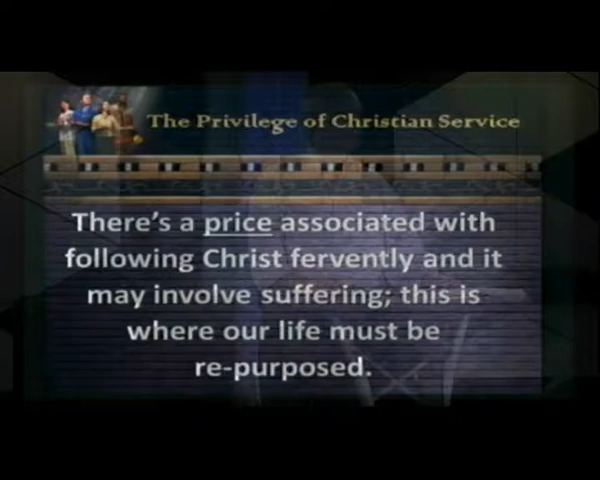 The Privilege of Christian Service
There's a price associated with
following Christ fervently and it
may involve suffering; this is
where our life must be
re-purposed.